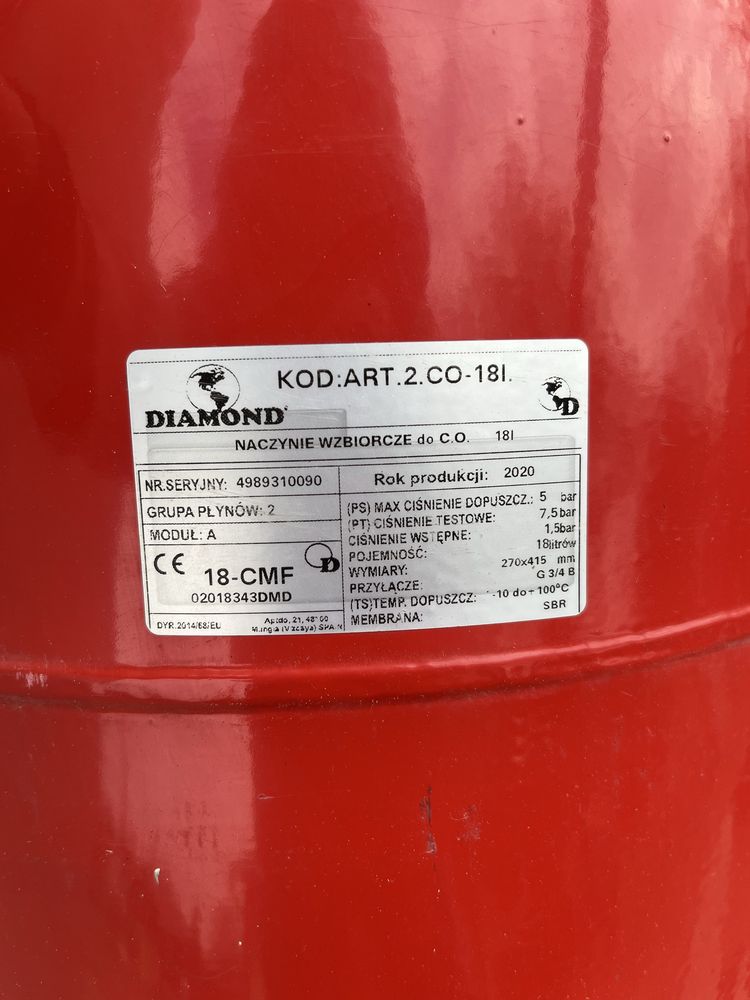 KOD:ART.2.CO-18l.
DIAMOND
D
NACZYNIE WZBIORCZE do C.O. 18l
NR.SERYJNY: 4989310090
GRUPA PŁYNÓW: 2
MODUŁ: A
CE
D
18-CMF
02018343DMD
DYR.2014/68/EU
Mungia (Vizcaya) SPAIN
Rok produkcji: 2020
(PS) MAX CIŚNIENIE DOPUSZCZ.: 5 bar
(PT) CIŚNIENIE TESTOWE: 7,5bar
CIŚNIENIE WSTĘPNE: 1,5bar
POJEMNOŚĆ: 18litrów
WYMIARY: 270x415 mm
PRZYŁĄCZE: G 3/4 B
(TS)TEMP. DOPUSZCZ: -10 do+100°C
MEMBRANA: SBR